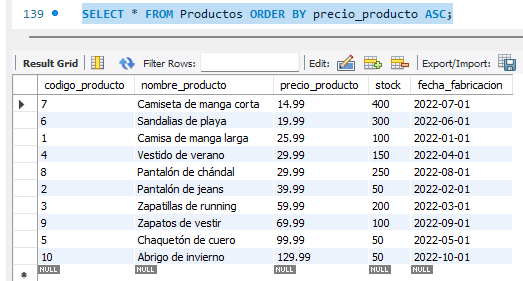 139 SELECT * FROM Productos ORDER BY precio_producto ASC;
Result Grid Filter Rows: Edit: Export/Import:
codigo_producto nombre_producto precio_producto stock fecha_fabricacion
7 Camiseta de manga corta 14.99 400 2022-07-01
6 Sandalias de playa 19.99 300 2022-06-01
1 Camisa de manga larga 25.99 100 2022-01-01
4 Vestido de verano 29.99 150 2022-04-01
8 Pantalón de chándal 29.99 250 2022-08-01
2 Pantalón de jeans 39.99 50 2022-02-01
3 Zapatillas de running 59.99 200 2022-03-01
9 Zapatos de vestir 69.99 100 2022-09-01
5 Chaquetón de cuero 99.99 50 2022-05-01
10 Abrigo de invierno 129.99 50 2022-10-01
NULL NULL NULL NULL NULL